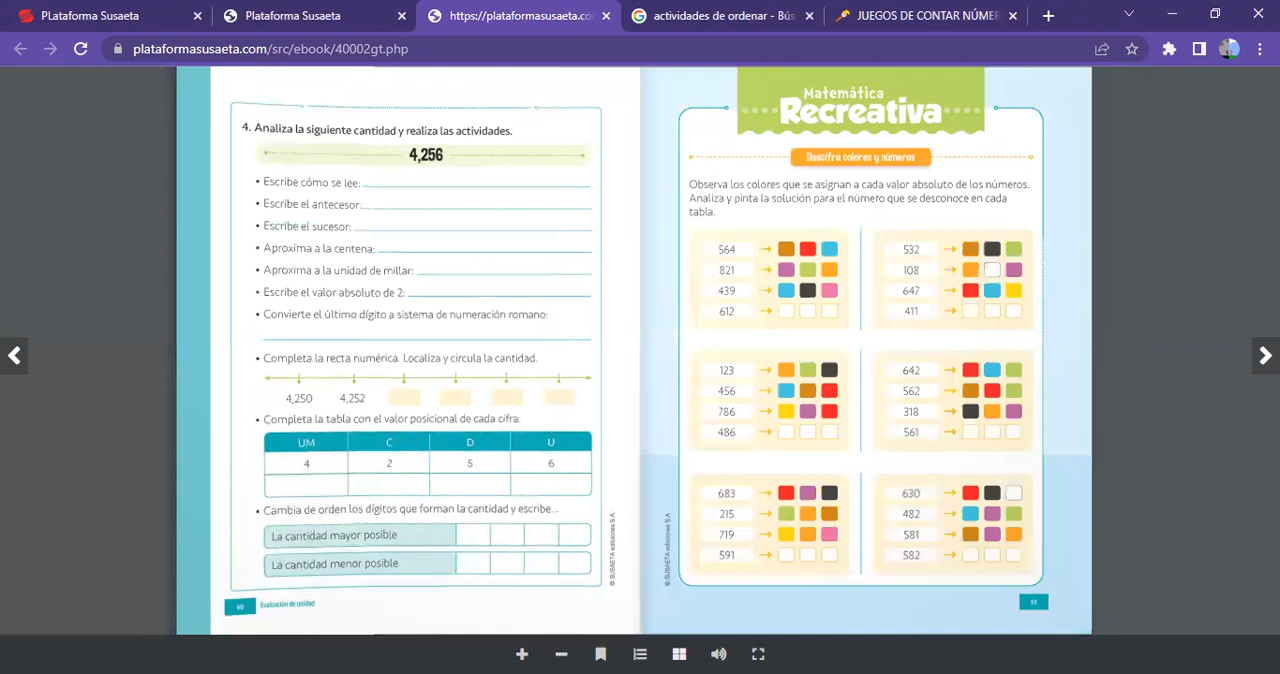 PLataforma Susaeta
Plataforma Susaeta
https://plataformasusaeta.co
actividades de ordenar - Bús
JUEGOS DE CONTAR NÚMER
plataformasusaeta.com/src/ebook/40002gt.php
4. Analiza la siguiente cantidad y realiza las actividades.
4,256
• Escribe cómo se lee:
• Escribe el antecesor:
• Escribe el sucesor:
• Aproxima a la centena:
• Aproxima a la unidad de millar:
• Escribe el valor absoluto de 2:
• Convierte el último dígito a sistema de numeración romano:
• Completa la recta numérica. Localiza y circula la cantidad.
4,250 4,252
• Completa la tabla con el valor posicional de cada cifra.
UM C D U
4 2 5 6
• Cambia de orden los dígitos que forman la cantidad y escribe...
La cantidad mayor posible
La cantidad menor posible
Evaluación de unidad
© SUSAETA ediciones S.A.
Matemática
Recreativa
Descifra colores y números
Observa los colores que se asignan a cada valor absoluto de los números.
Analiza y pinta la solución para el número que se desconoce en cada
tabla.
564
821
439
612
532
108
647
411
123
456
786
486
642
562
318
561
683
215
719
591
630
482
581
582
© SUSAETA ediciones S.A.